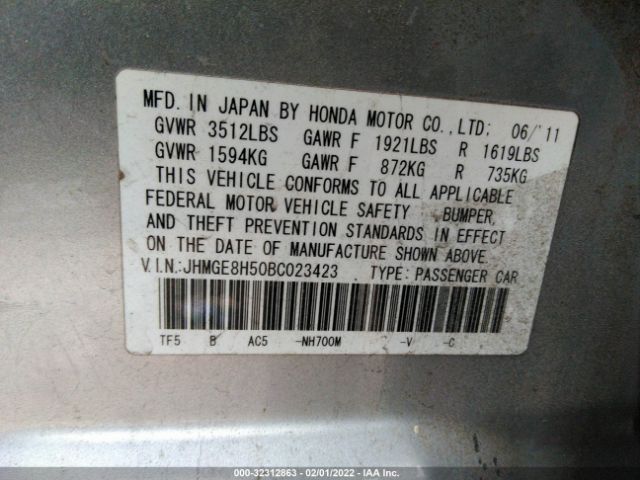 MFD. IN JAPAN BY HONDA MOTOR CO.,LTD; 06/'11
GVWR 3512LBS GAWR F 1921LBS R 1619LBS
GVWR 1594KG GAWR F 872KG R 735KG
THIS VEHICLE CONFORMS TO ALL APPLICABLE
FEDERAL MOTOR VEHICLE SAFETY BUMPER,
AND THEFT PREVENTION STANDARDS IN EFFECT
ON THE DATE OF MANUFACTURE SHOWN ABOVE.
V.I.N.:JHMGE8H50BC023423 TYPE: PASSENGER CAR
TF5 B AC5 -NH700M -V -C
000-32312863 - 02/01/2022 - IAA Inc.